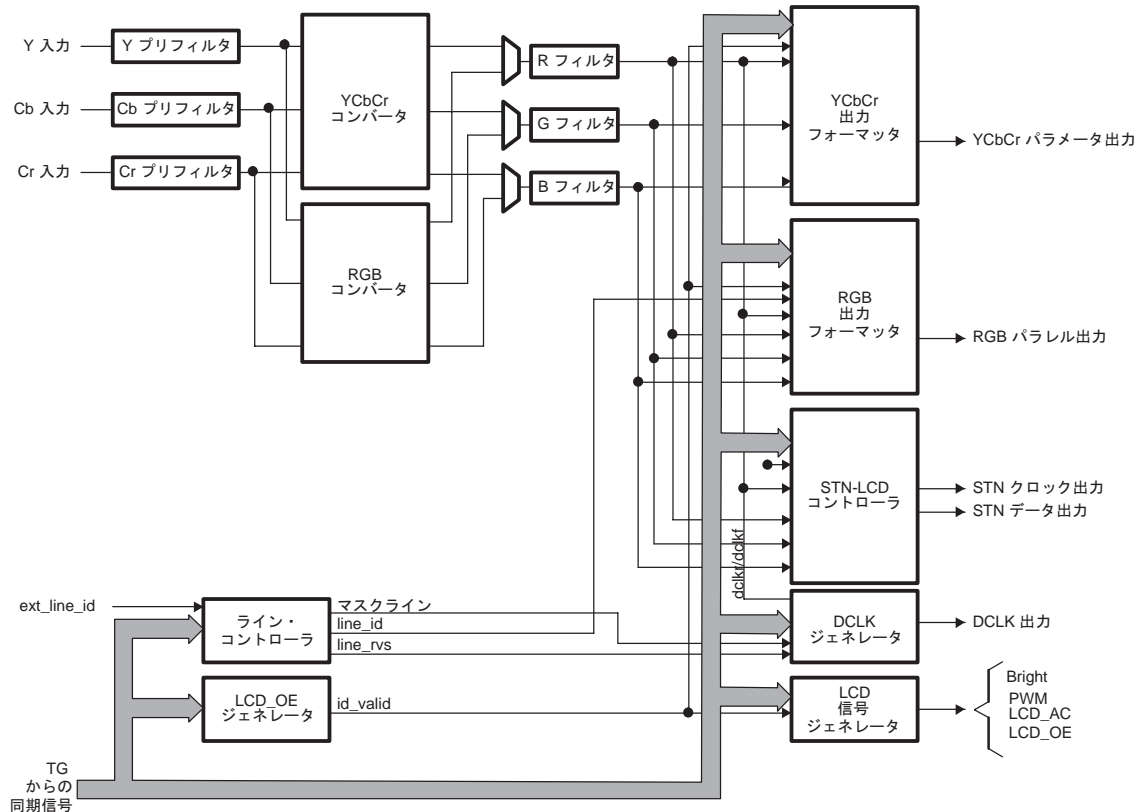 Y 入力
Y プリフィルタ
Cb 入力
Cb プリフィルタ
Cr 入力
Cr プリフィルタ
YCbCr
コンバータ
RGB
コンバータ
R フィルタ
G フィルタ
B フィルタ
YCbCr
出力
フォーマッタ
YCbCr パラメータ出力
RGB
出力
フォーマッタ
RGB パラレル出力
STN-LCD
コントローラ
STN クロック出力
STN データ出力
dclkr/dclkf
ext_line_id
ライン・
コントローラ
マスクライン
line_id
line_rvs
DCLK
ジェネレータ
DCLK 出力
LCD_OE
ジェネレータ
id_valid
LCD
信号
ジェネレータ
Bright
PWM
LCD_AC
LCD_OE
TG
からの
同期信号